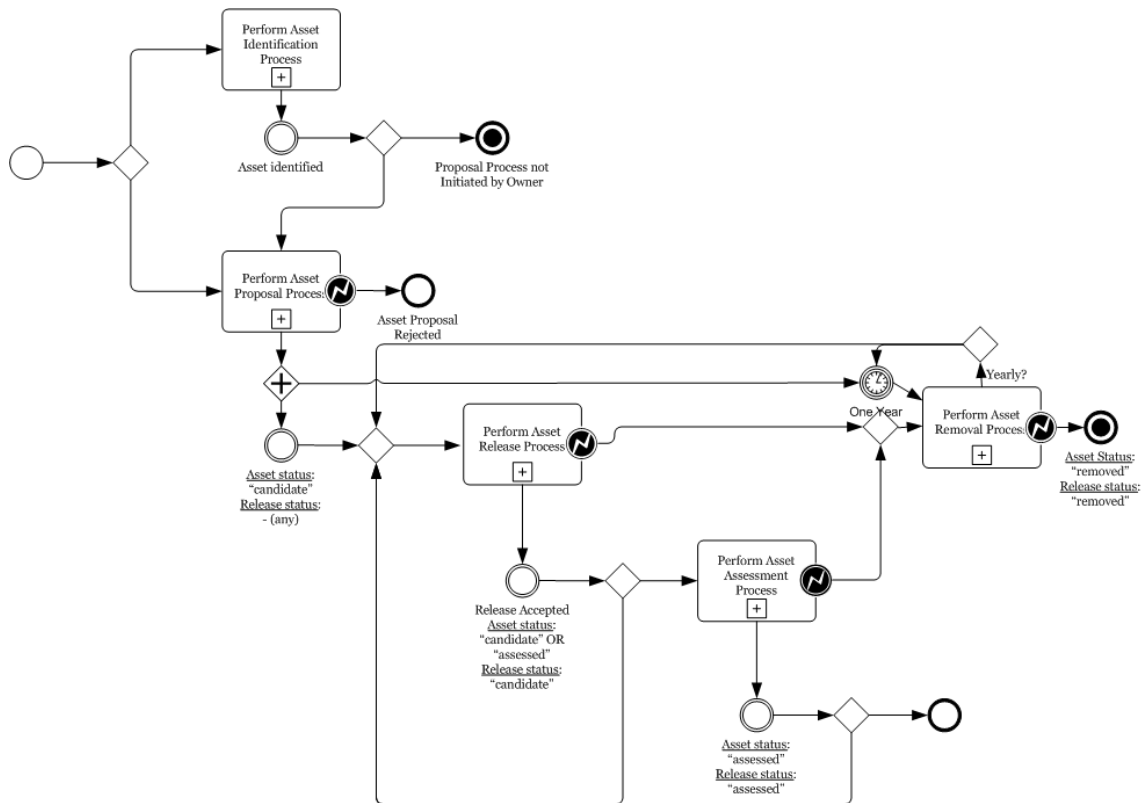 Perform Asset
Identification
Process
Asset identified
Proposal Process not
Initiated by Owner
Perform Asset
Proposal Proces:
Asset Proposal
Rejected
Yearly?
One Year
Perform Asset
Release Process
Perform Asset
Removal Proces:
Asset status:
"candidate"
Release status:
- (any)
Asset Status:
"removed"
Release status:
"removed"
Perform Asset
Assessment
Process
Release Accepted
Asset status:
"candidate" OR
"assessed"
Release status:
"candidate"
Asset status:
"assessed"
Release status:
"assessed"